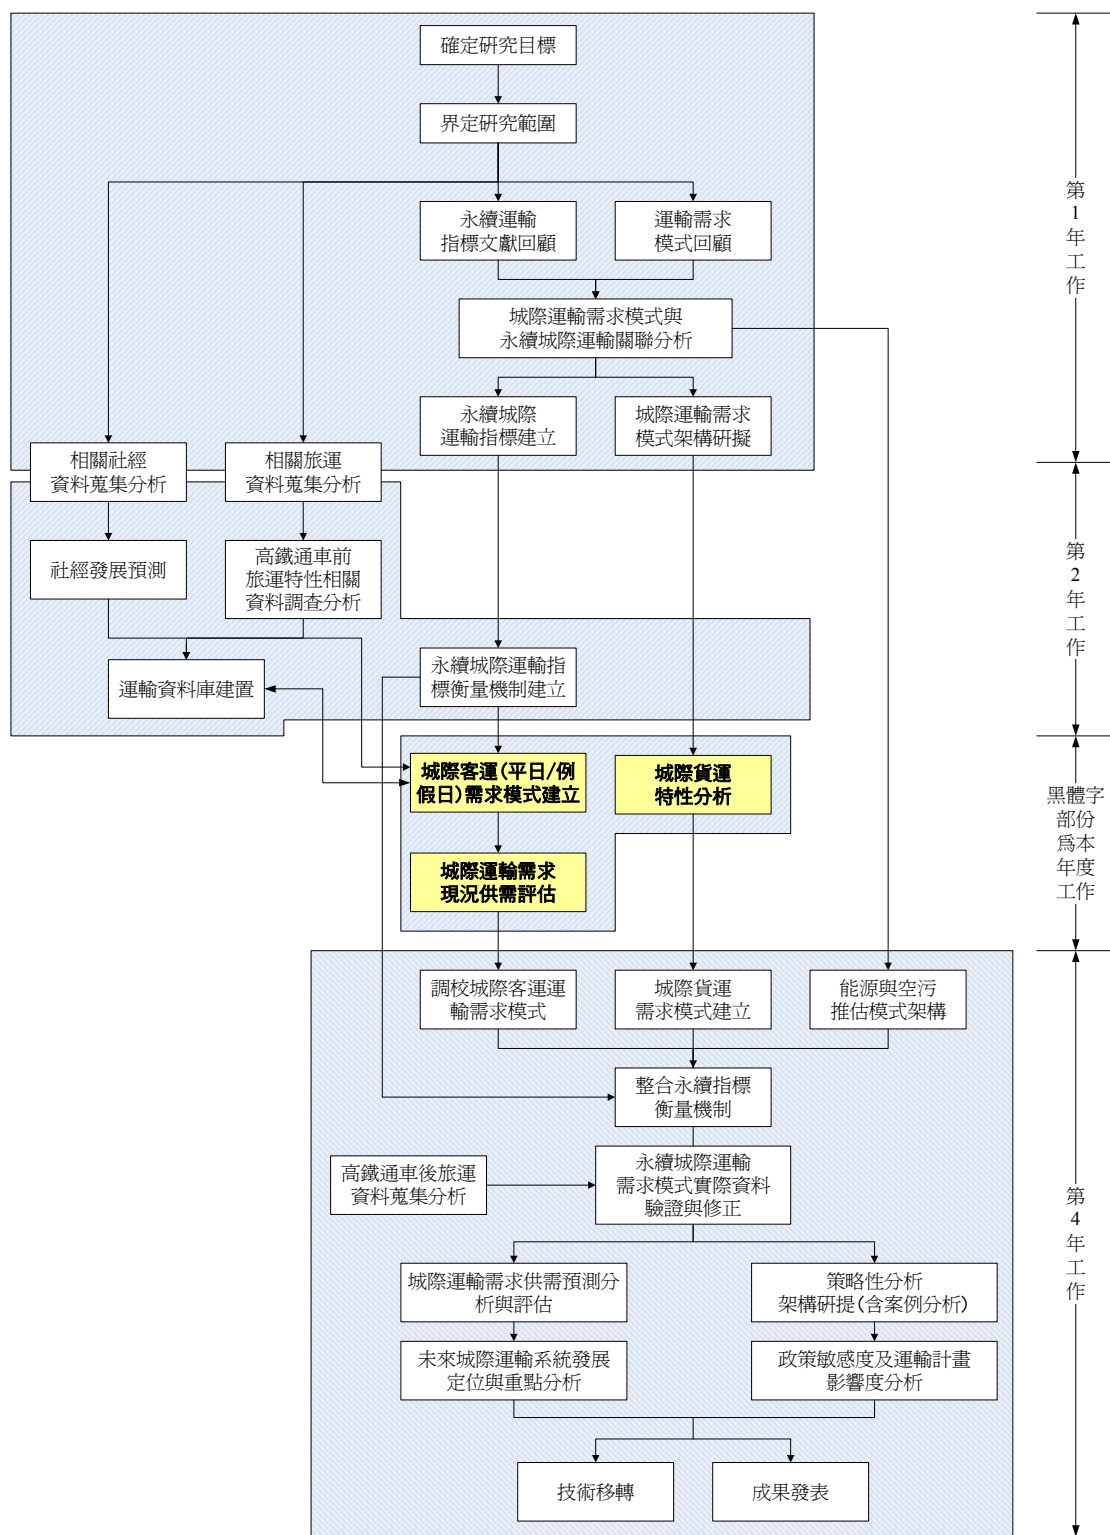 確定研究目標
界定研究範圍
永續運輸
指標文獻回顧
運輸需求
模式回顧
城際運輸需求模式與
永續城際運輸關聯分析
永續城際
運輸指標建立
城際運輸需求
模式架構研擬
相關社經
資料蒐集分析
相關旅運
資料蒐集分析
第1年工作
社經發展預測
高鐵通車前
旅運特性相關
資料調查分析
運輸資料庫建置
永續城際運輸指
標衡量機制建立
第2年工作
城際客運(平日/例
假日)需求模式建立
城際貨運
特性分析
城際運輸需求
現況供需評估
黑體字
部份
為本
年度
工作
調校城際客運運
輸需求模式
城際貨運
需求模式建立
能源與空污
推估模式架構
整合永續指標
衡量機制
高鐵通車後旅運
資料蒐集分析
永續城際運輸
需求模式實際資料
驗證與修正
城際運輸需求供需預測分
析與評估
策略性分析
架構研提(含案例分析)
未來城際運輸系統發展
定位與重點分析
政策敏感度及運輸計畫
影響度分析
技術移轉
成果發表
第4年工作